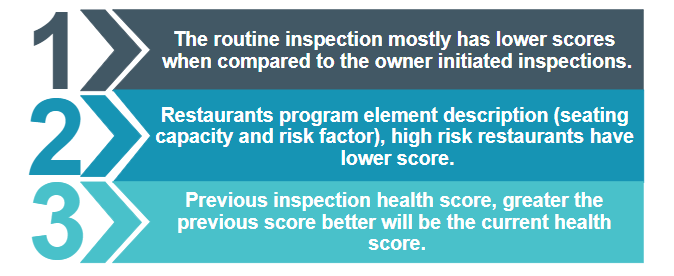 1
The routine inspection mostly has lower scores
when compared to the owner initiated inspections.
2
Restaurants program element description (seating
capacity and risk factor), high risk restaurants have
lower score.
3
Previous inspection health score, greater the
previous score better will be the current health
score.